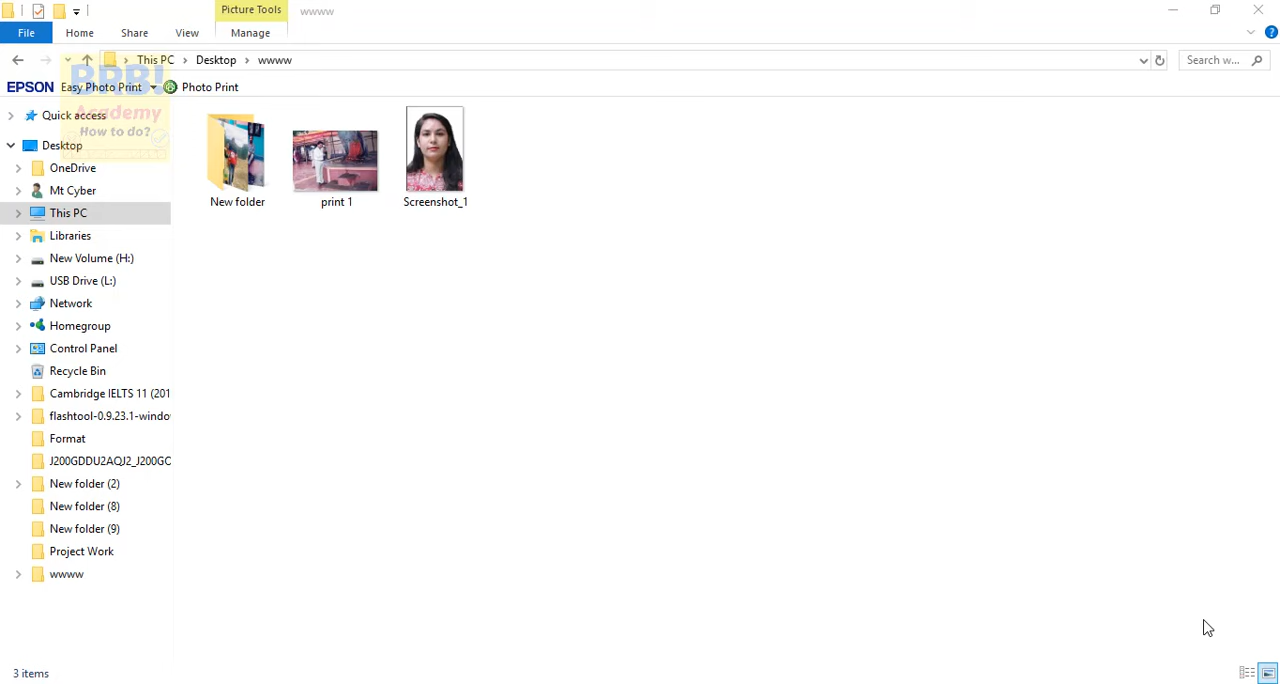 Picture Tools wwww
File Home Share View Manage
This PC Desktop wwww Search w...
EPSON Easy Photo Print Photo Print
BRB!
Academy
How to do?
Quick access
Desktop
OneDrive
Mt Cyber
This PC
Libraries
New Volume (H:)
USB Drive (L:)
Network
Homegroup
Control Panel
Recycle Bin
Cambridge IELTS 11 (201
flashtool-0.9.23.1-windo
Format
J200GDDU2AQJ2_J200GC
New folder (2)
New folder (8)
New folder (9)
Project Work
wwww
New folder print 1 Screenshot_1
3 items